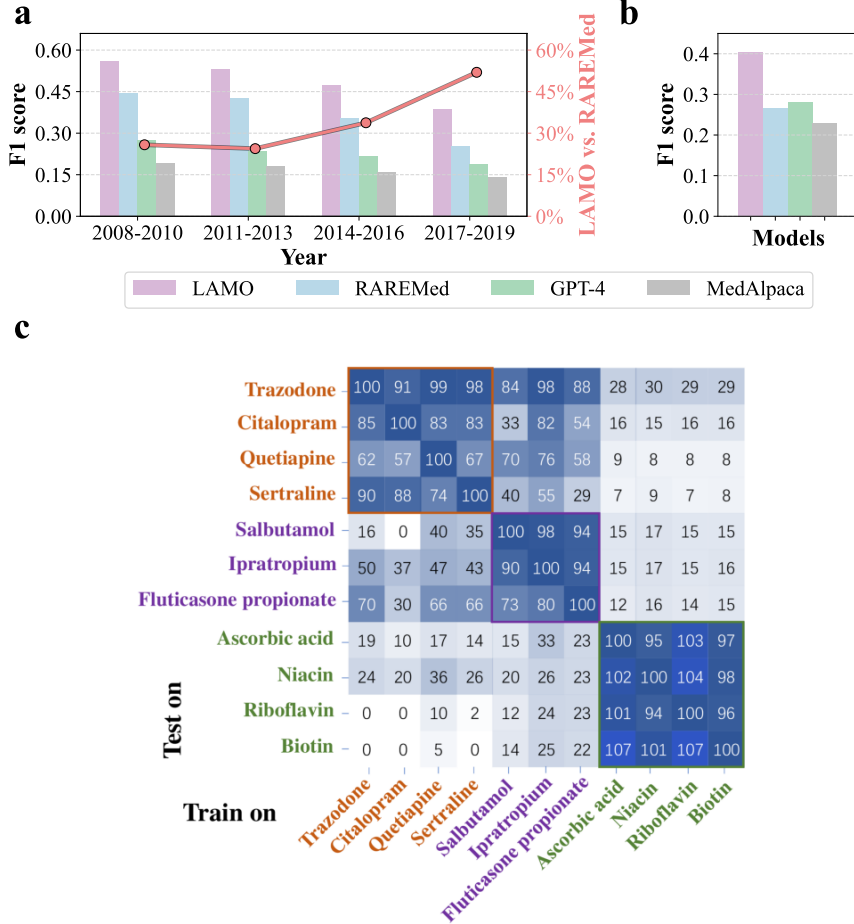 a
b
F1 score
0.60
0.45
0.30
0.15
0.00
60%
45%
30%
15%
0%
LAMO vs. RAREMed
2008-2010 2011-2013 2014-2016 2017-2019
Year
F1 score
0.4
0.3
0.2
0.1
0.0
Models
LAMO RAREMed GPT-4 MedAlpaca
c
Trazodone 100 91 99 98 84 98 88 28 30 29 29
Citalopram 85 100 83 83 33 82 54 16 15 16 16
Quetiapine 62 57 100 67 70 76 58 9 8 8 8
Sertraline 90 88 74 100 40 55 29 7 9 7 8
Salbutamol 16 0 40 35 100 98 94 15 17 15 15
Ipratropium 50 37 47 43 90 100 94 15 17 15 16
Fluticasone propionate 70 30 66 66 73 80 100 12 16 14 15
Ascorbic acid 19 10 17 14 15 33 23 100 95 103 97
Niacin 24 20 36 26 20 26 23 102 100 104 98
Riboflavin 0 0 10 2 12 24 23 101 94 100 96
Biotin 0 0 5 0 14 25 22 107 101 107 100
Test on
Train on
Trazodone
Citalopram
Quetiapine
Sertraline
Salbutamol
Ipratropium
Fluticasone propionate
Ascorbic acid
Niacin
Riboflavin
Biotin